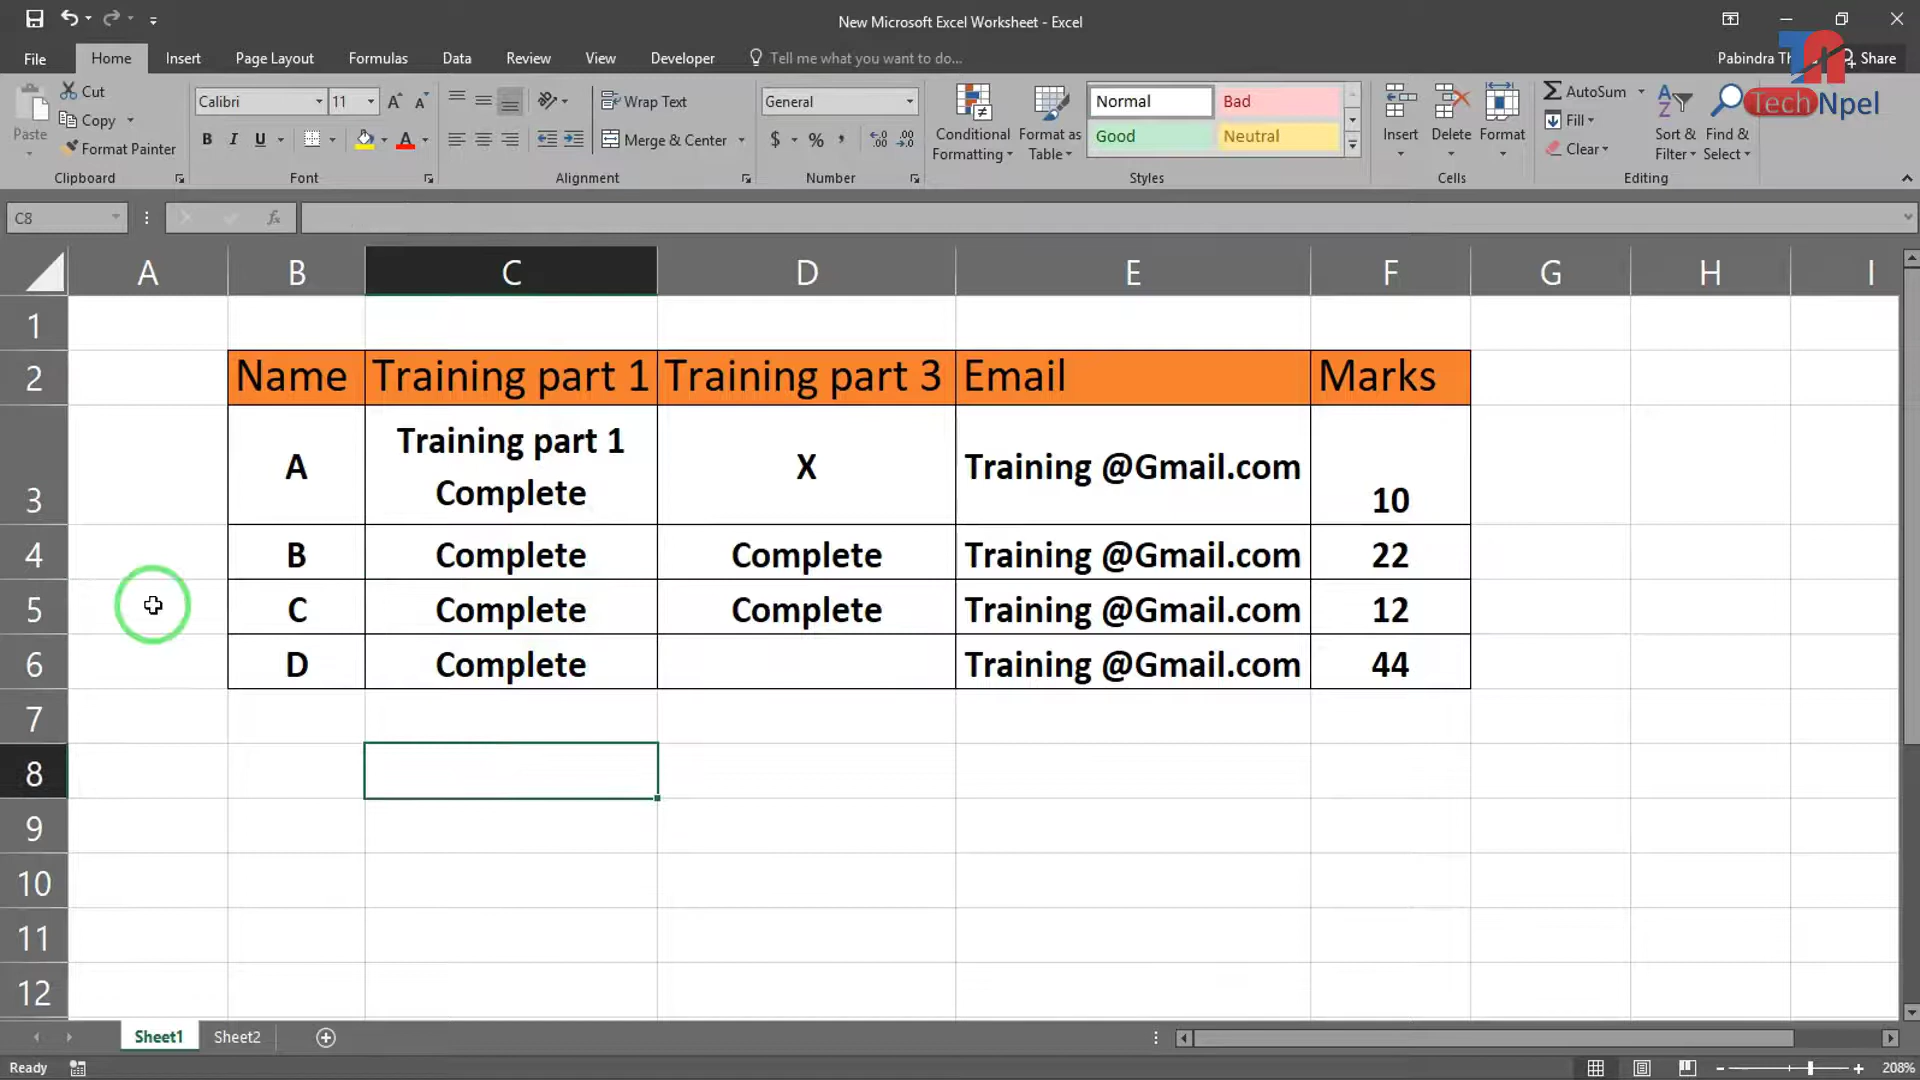 New Microsoft Excel Worksheet - Excel
File Home Insert Page Layout Formulas Data Review View Developer Tell me what you want to do... Pabindra Share
Tech Npel
Paste Cut Copy Format Painter
Clipboard
Calibri 11
B I U A
Font
Wrap Text
Merge & Center
Alignment
General
$ %
Number
Conditional Formatting
Format as Table
Normal Bad
Good Neutral
Styles
Insert Delete Format
Cells
AutoSum
Fill
Clear
Sort & Filter
Find & Select
Editing
C8 fx
A B C D E F G H I
1
2 Name Training part 1 Training part 3 Email Marks
3 A Training part 1 Complete X Training @Gmail.com 10
4 B Complete Complete Training @Gmail.com 22
5 C Complete Complete Training @Gmail.com 12
6 D Complete Training @Gmail.com 44
7
8
9
10
11
12
Sheet1 Sheet2
Ready 208%